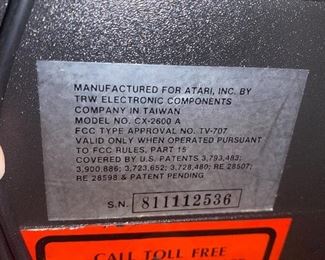 MANUFACTURED FOR ATARI, INC. BY
TRW ELECTRONIC COMPONENTS
COMPANY IN TAIWAN
MODEL NO. CX-2600 A
FCC TYPE APPROVAL NO. TV-707
VALID ONLY WHEN OPERATED PURSUANT
TO FCC RULES, PART 15
COVERED BY U.S. PATENTS 3,793,483;
3,900,886; 3,723,652; 3,728,480; RE 28507;
RE 28598 & PATENT PENDING
S.N. 811112536
CALL TOLL FREE